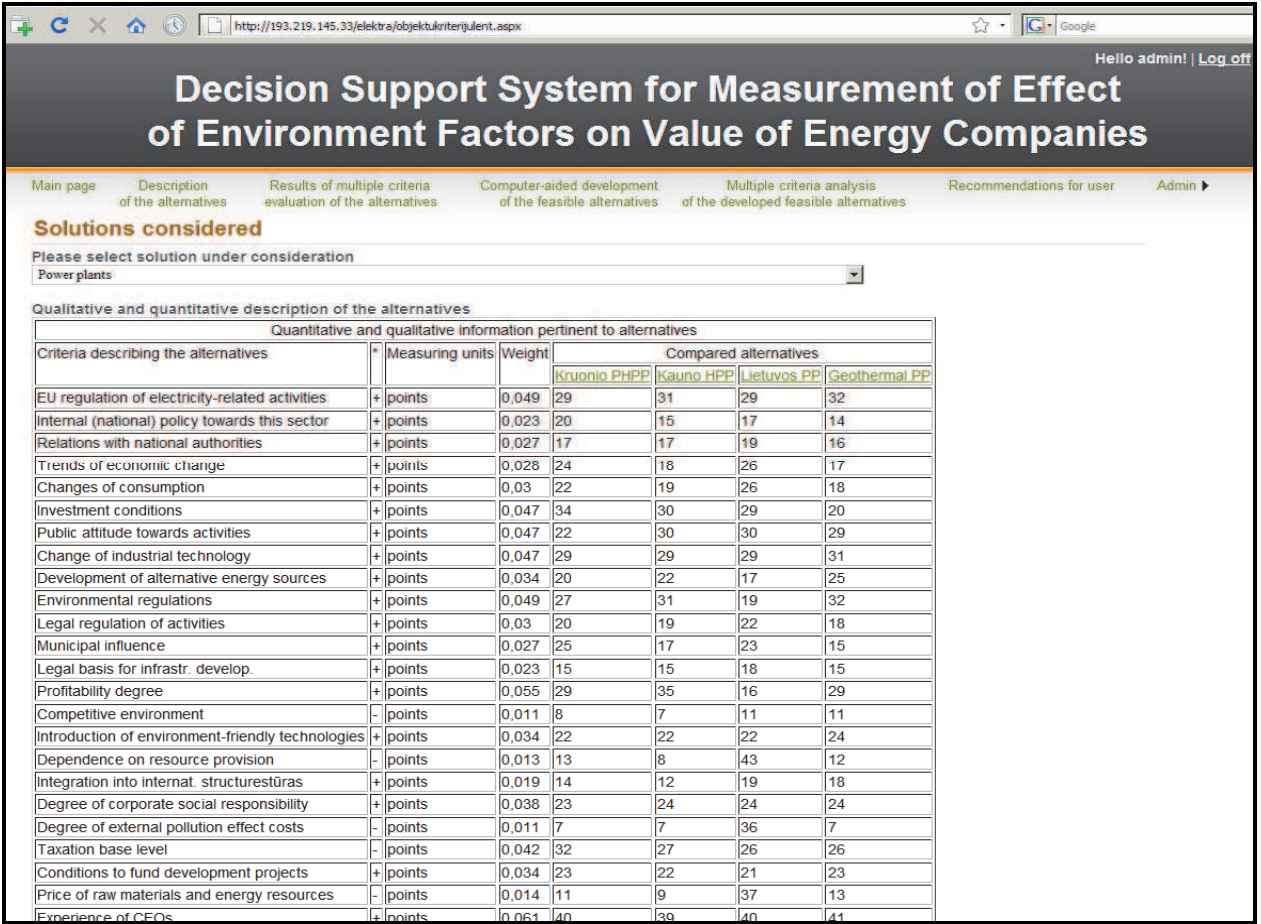 http://193.219.145.33/elektra/objektukriterijulent.aspx G Google
Hello admin! | Log off
Decision Support System for Measurement of Effect
of Environment Factors on Value of Energy Companies
Main page Description of the alternatives Results of multiple criteria evaluation of the alternatives Computer-aided development of the feasible alternatives Multiple criteria analysis of the developed feasible alternatives Recommendations for user Admin
Solutions considered
Please select solution under consideration
Power plants
Qualitative and quantitative description of the alternatives
Quantitative and qualitative information pertinent to alternatives
Criteria describing the alternatives * Measuring units Weight Compared alternatives
Kruonio PHPP Kauno HPP Lietuvos PP Geothermal PP
EU regulation of electricity-related activities + points 0,049 29 31 29 32
Internal (national) policy towards this sector + points 0,023 20 15 17 14
Relations with national authorities + points 0,027 17 17 19 16
Trends of economic change + points 0,028 24 18 26 17
Changes of consumption + points 0,03 22 19 26 18
Investment conditions + points 0,047 34 30 29 20
Public attitude towards activities + points 0,047 22 30 30 29
Change of industrial technology + points 0,047 29 29 29 31
Development of alternative energy sources + points 0,034 20 22 17 25
Environmental regulations + points 0,049 27 31 19 32
Legal regulation of activities + points 0,03 20 19 22 18
Municipal influence + points 0,027 25 17 23 15
Legal basis for infrastr. develop. + points 0,023 15 15 18 15
Profitability degree + points 0,055 29 35 16 29
Competitive environment - points 0,011 8 7 11 11
Introduction of environment-friendly technologies + points 0,034 22 22 22 24
Dependence on resource provision - points 0,013 13 8 43 12
Integration into internat. structurestūras + points 0,019 14 12 19 18
Degree of corporate social responsibility + points 0,038 23 24 24 24
Degree of external pollution effect costs - points 0,011 7 7 36 7
Taxation base level - points 0,042 32 27 26 26
Conditions to fund development projects + points 0,034 23 22 21 23
Price of raw materials and energy resources - points 0,014 11 9 37 13
Experience of CEOs + points 0,061 40 39 40 41